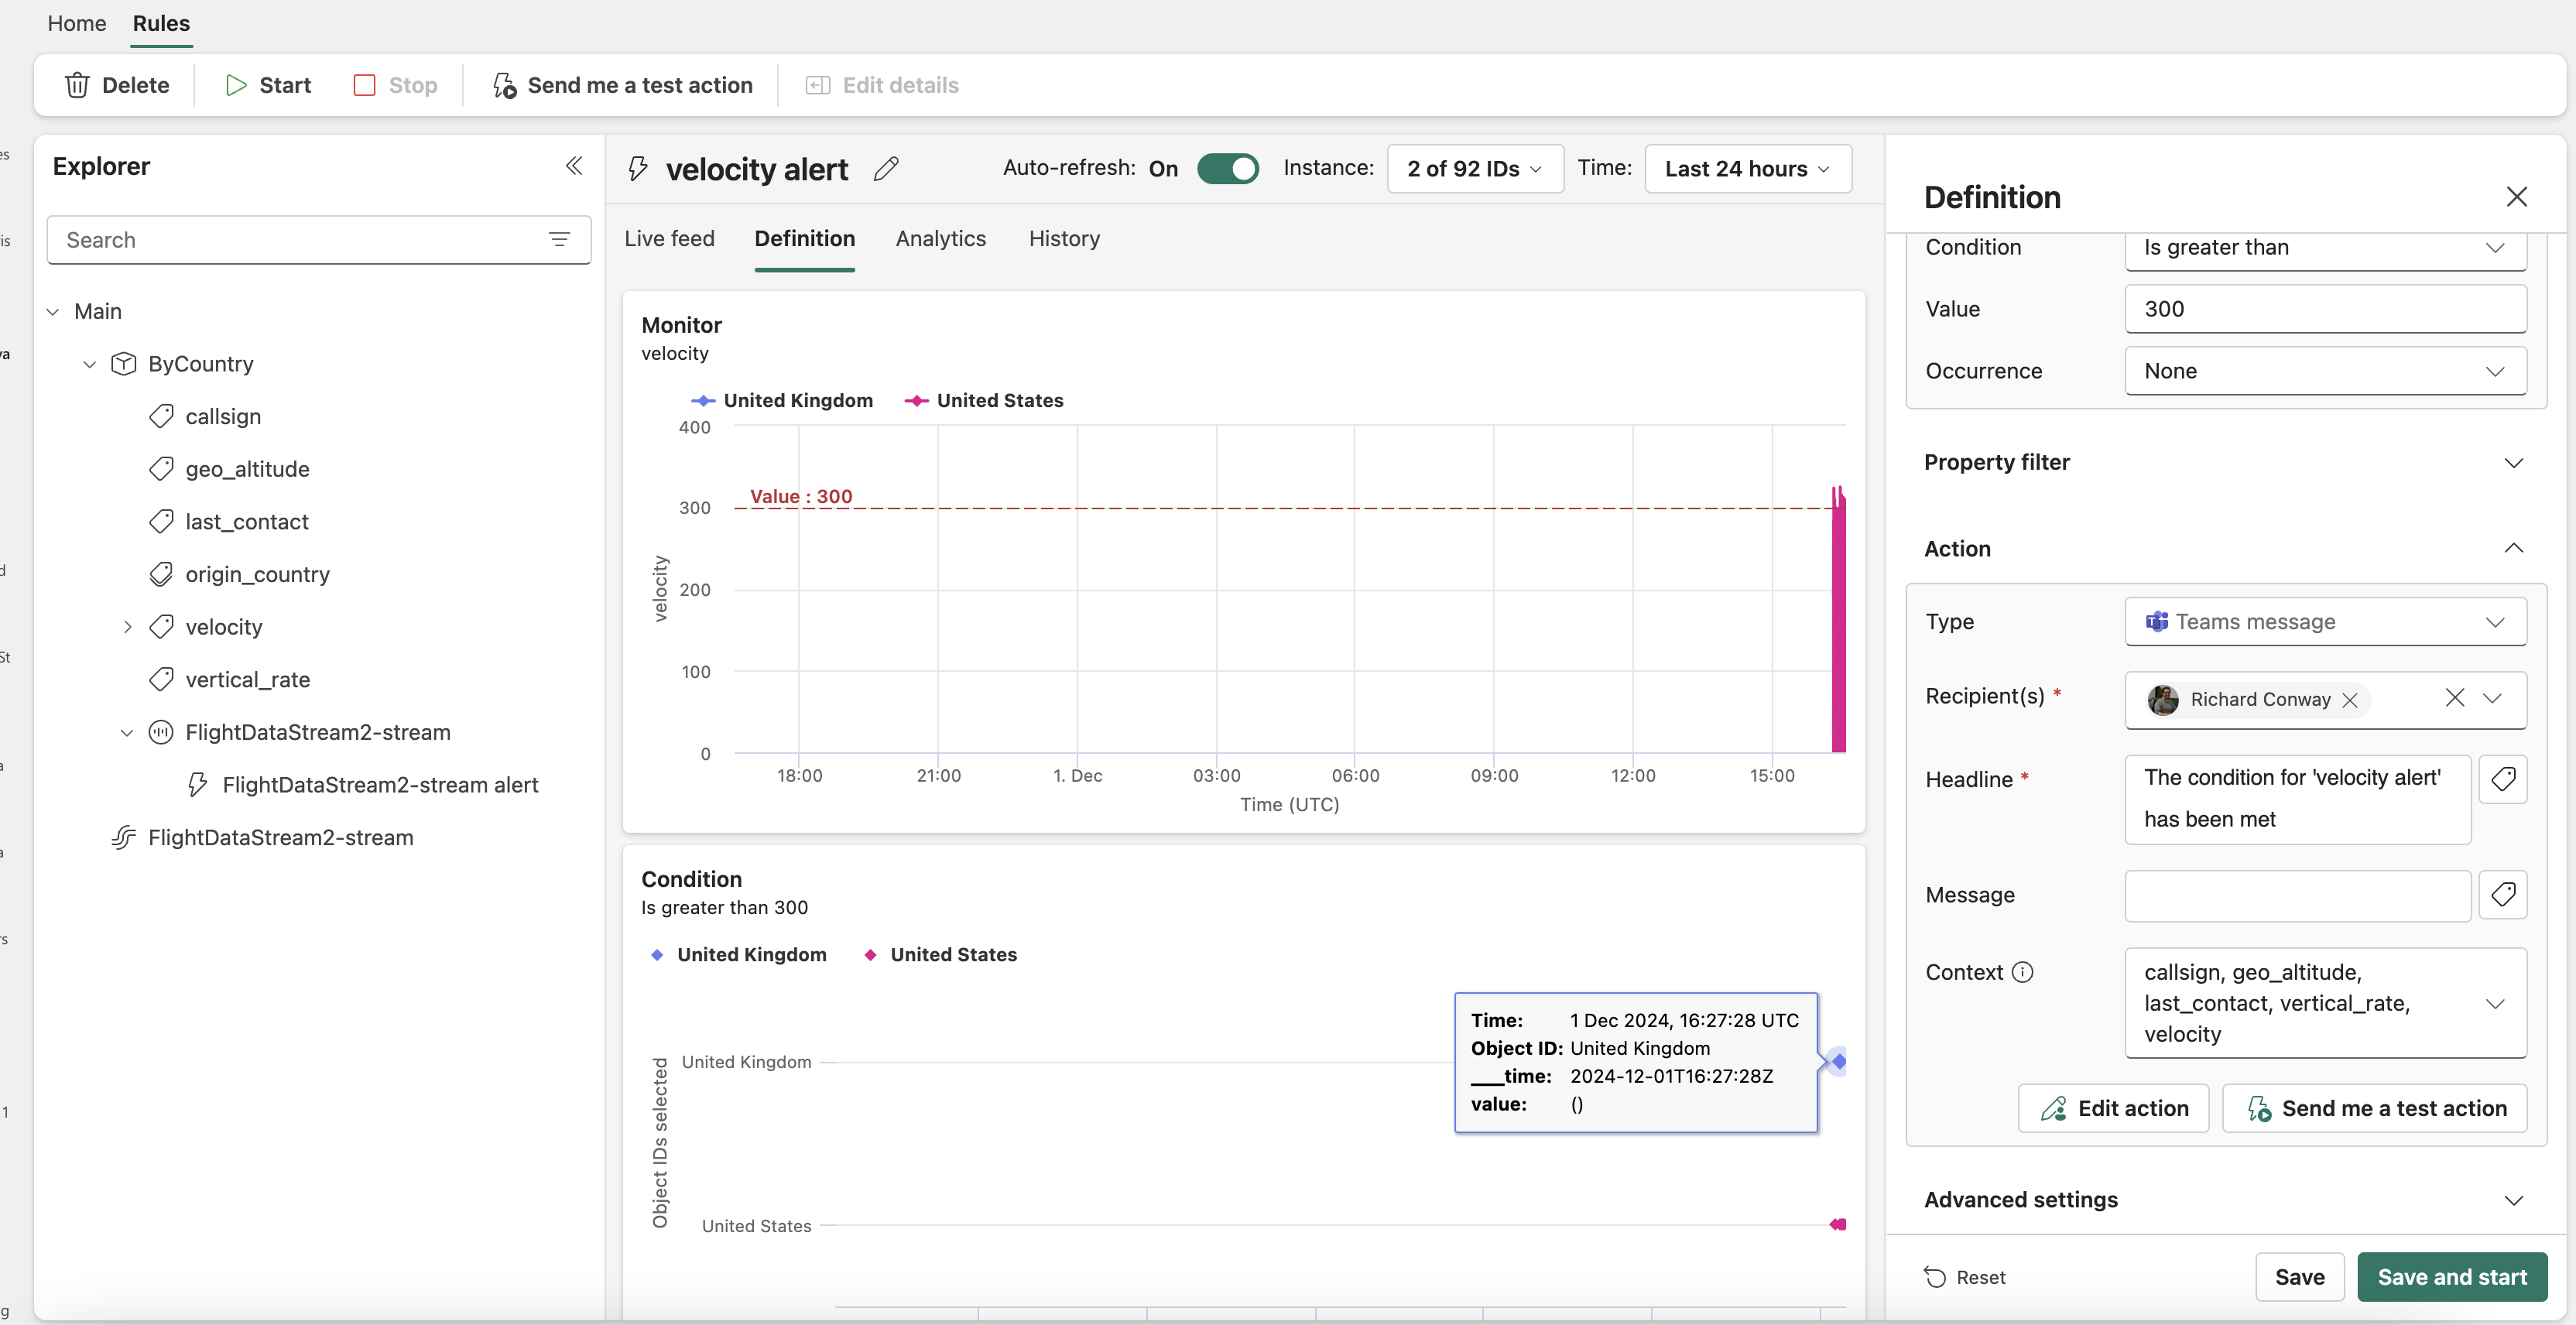 Home
Rules
Delete
Start
Stop
Send me a test action
Edit details
es
is
va
d
St
a
a
rs
1
g
Explorer
Search
Main
ByCountry
callsign
geo_altitude
last_contact
origin_country
velocity
vertical_rate
FlightDataStream2-stream
FlightDataStream2-stream alert
FlightDataStream2-stream
velocity alert
Auto-refresh: On
Instance:
2 of 92 IDs
Time:
Last 24 hours
Live feed
Definition
Analytics
History
Monitor
velocity
United Kingdom
United States
400
Value : 300
300
200
100
0
velocity
18:00
21:00
1. Dec
03:00
06:00
09:00
12:00
15:00
Time (UTC)
Condition
Is greater than 300
United Kingdom
United States
Object IDs selected
United Kingdom
United States
Time: 1 Dec 2024, 16:27:28 UTC
Object ID: United Kingdom
___time: 2024-12-01T16:27:28Z
value: ()
Definition
Condition
Is greater than
Value
300
Occurrence
None
Property filter
Action
Type
Teams message
Recipient(s) *
Richard Conway
Headline *
The condition for 'velocity alert'
has been met
Message
Context
callsign, geo_altitude,
last_contact, vertical_rate,
velocity
Edit action
Send me a test action
Advanced settings
Reset
Save
Save and start